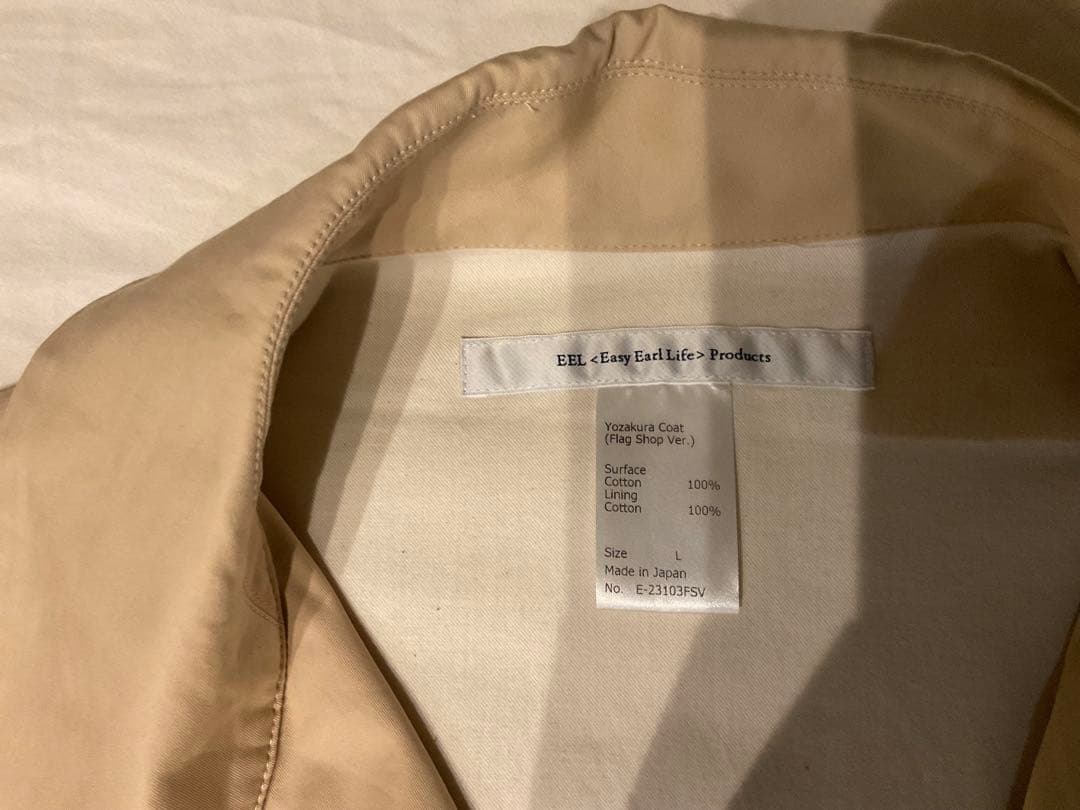 EEL <Easy Earl Life> Products
Yozakura Coat
(Flag Shop Ver.)
Surface
Cotton 100%
Lining
Cotton 100%
Size L
Made in Japan
No. E-23103FSV